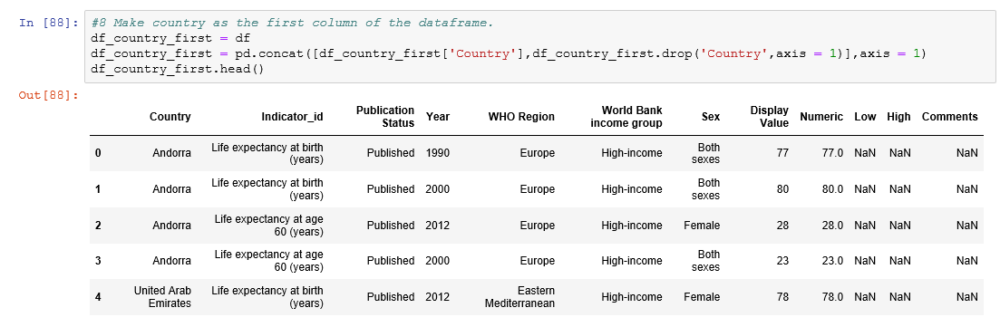 In [88]: #8 Make country as the first column of the dataframe.
df_country_first = df
df_country_first = pd.concat([df_country_first['Country'],df_country_first.drop('Country',axis = 1)],axis = 1)
df_country_first.head()
Out[88]:
Country Indicator_id Publication Status Year WHO Region World Bank income group Sex Display Value Numeric Low High Comments
0 Andorra Life expectancy at birth (years) Published 1990 Europe High-income Both sexes 77 77.0 NaN NaN NaN
1 Andorra Life expectancy at birth (years) Published 2000 Europe High-income Both sexes 80 80.0 NaN NaN NaN
2 Andorra Life expectancy at age 60 (years) Published 2012 Europe High-income Female 28 28.0 NaN NaN NaN
3 Andorra Life expectancy at age 60 (years) Published 2000 Europe High-income Both sexes 23 23.0 NaN NaN NaN
4 United Arab Emirates Life expectancy at birth (years) Published 2012 Eastern Mediterranean High-income Female 78 78.0 NaN NaN NaN